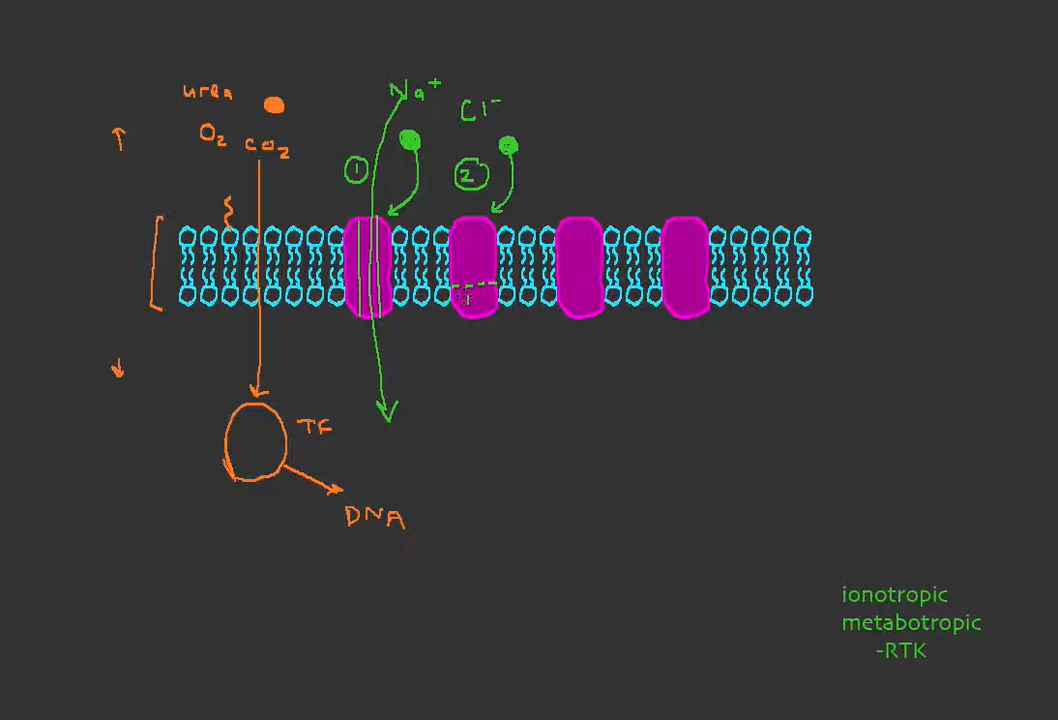 urea
O2 CO2
Na+
Cl-
1
2
TF
DNA
ionotropic
metabotropic
-RTK